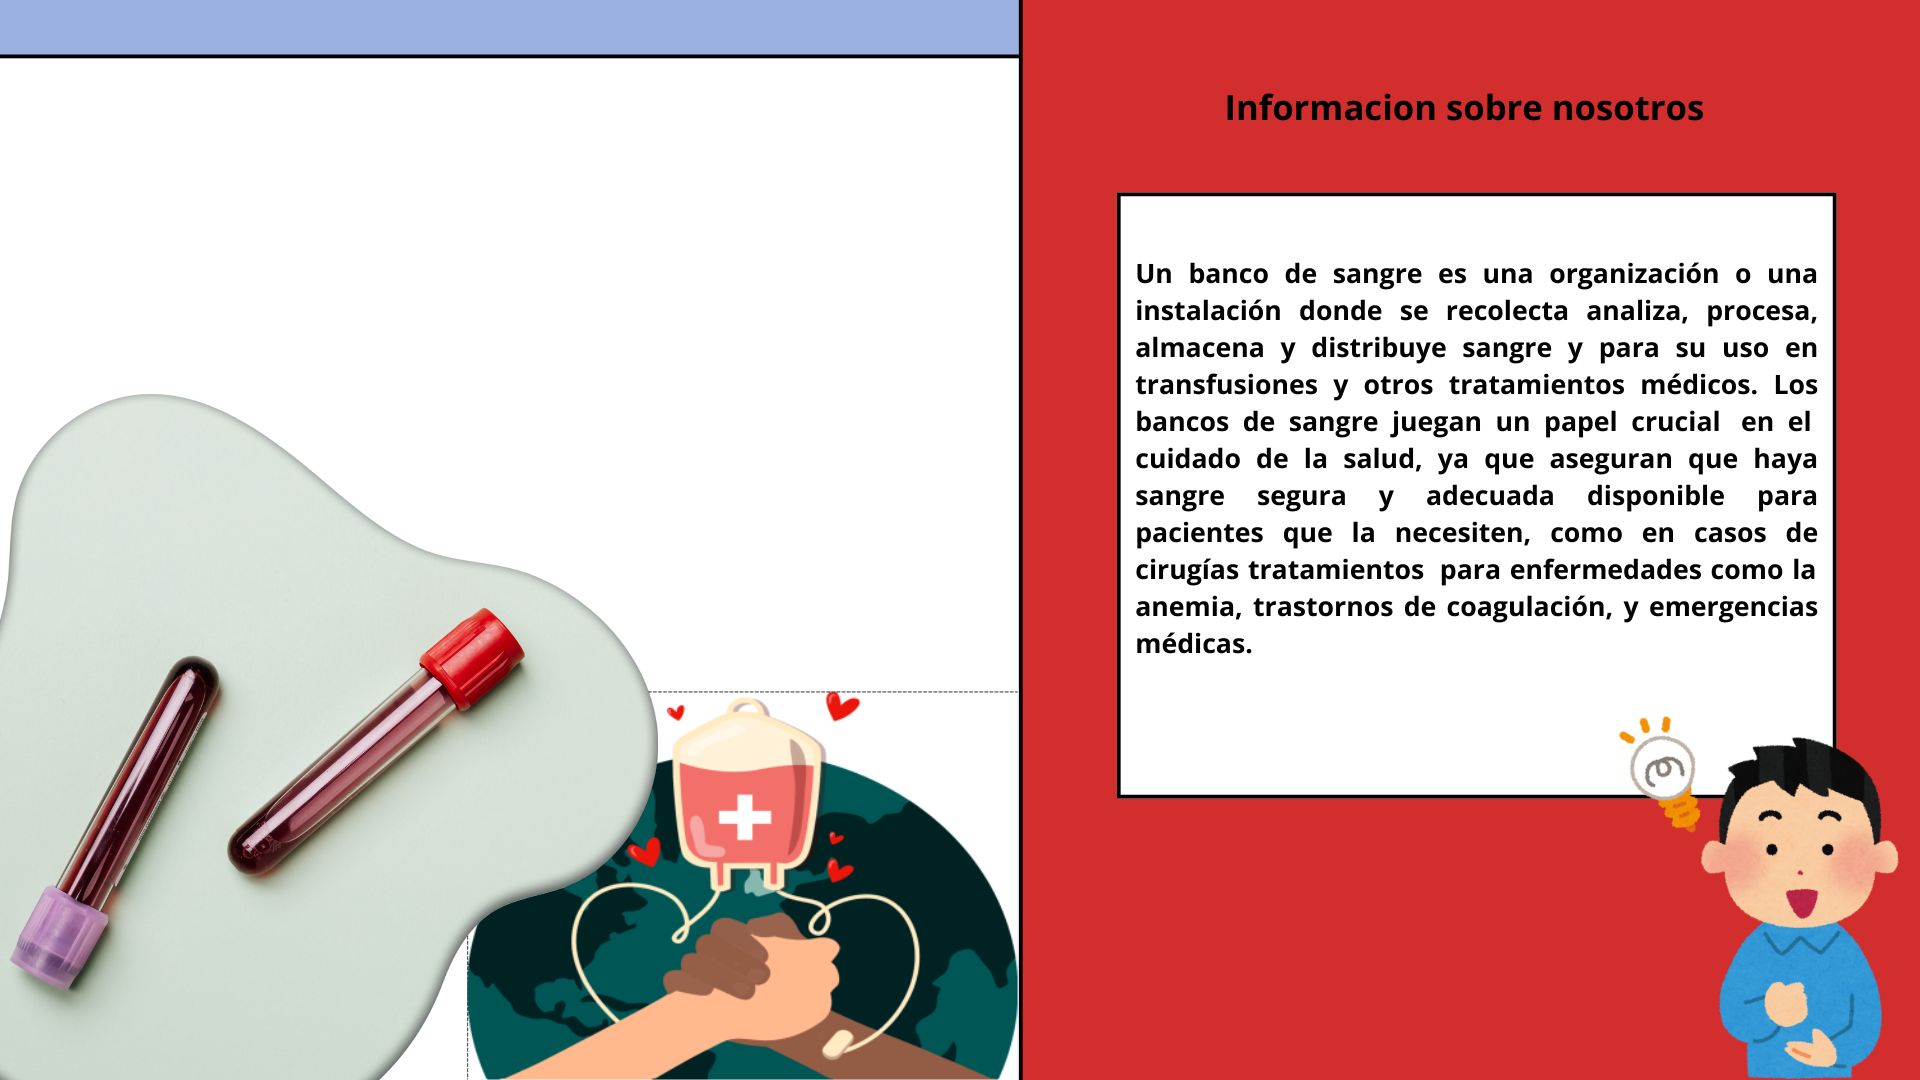 Informacion sobre nosotros
Un banco de sangre es una organización o una
instalación donde se recolecta analiza, procesa,
almacena y distribuye sangre y para su uso en
transfusiones y otros tratamientos médicos. Los
bancos de sangre juegan un papel crucial en el
cuidado de la salud, ya que aseguran que haya
sangre segura y adecuada disponible para
pacientes que la necesiten, como en casos de
cirugías tratamientos para enfermedades como la
anemia, trastornos de coagulación, y emergencias
médicas.